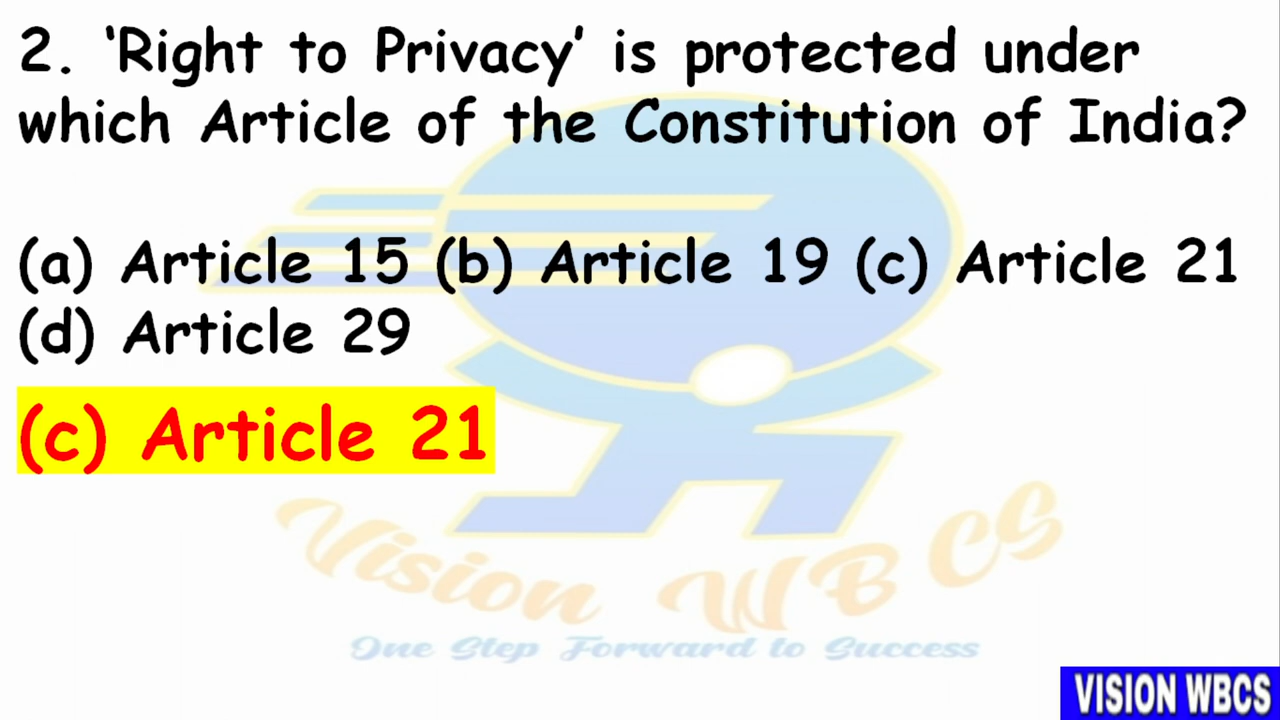 2. ‘Right to Privacy’ is protected under
which Article of the Constitution of India?
(a) Article 15 (b) Article 19 (c) Article 21
(d) Article 29
(c) Article 21
Vision WBCS
One Step Forward to Success
VISION WBCS